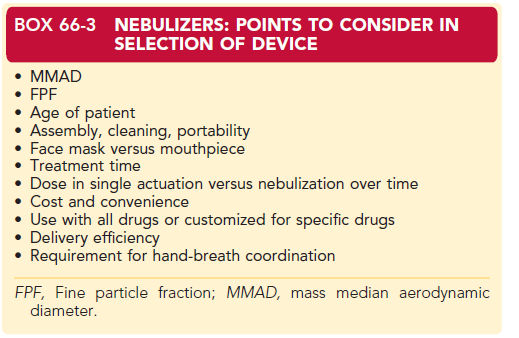 BOX 66-3 NEBULIZERS: POINTS TO CONSIDER IN
SELECTION OF DEVICE
• MMAD
• FPF
• Age of patient
• Assembly, cleaning, portability
• Face mask versus mouthpiece
• Treatment time
• Dose in single actuation versus nebulization over time
• Cost and convenience
• Use with all drugs or customized for specific drugs
• Delivery efficiency
• Requirement for hand-breath coordination
FPF, Fine particle fraction; MMAD, mass median aerodynamic
diameter.